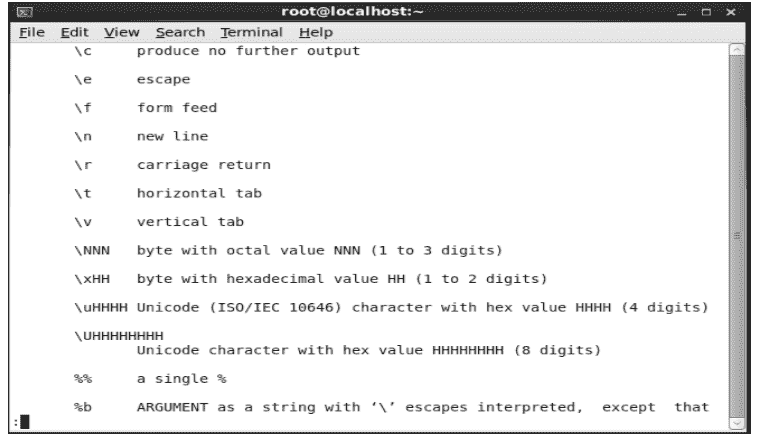 root@localhost:~
File Edit View Search Terminal Help
\c produce no further output
\e escape
\f form feed
\n new line
\r carriage return
\t horizontal tab
\v vertical tab
\NNN byte with octal value NNN (1 to 3 digits)
\xHH byte with hexadecimal value HH (1 to 2 digits)
\uHHHH Unicode (ISO/IEC 10646) character with hex value HHHH (4 digits)
\UHHHHHHHH
Unicode character with hex value HHHHHHHH (8 digits)
%% a single %
%b ARGUMENT as a string with ‘\’ escapes interpreted, except that
: